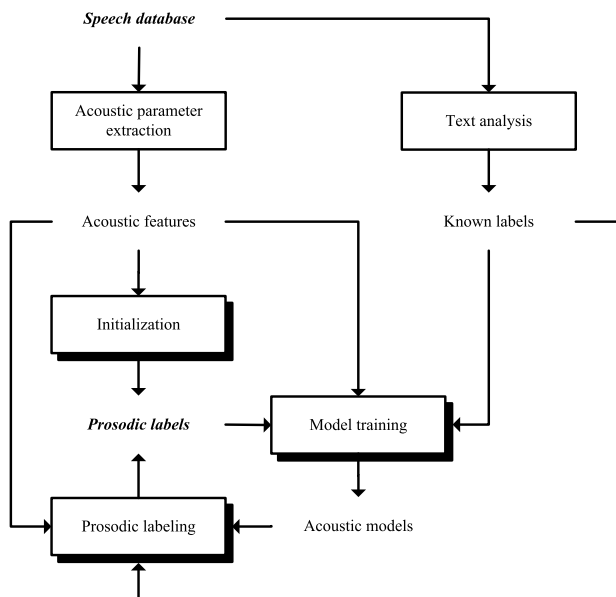 Speech database
Acoustic parameter
extraction
Text analysis
Acoustic features
Known labels
Initialization
Prosodic labels
Model training
Prosodic labeling
Acoustic models